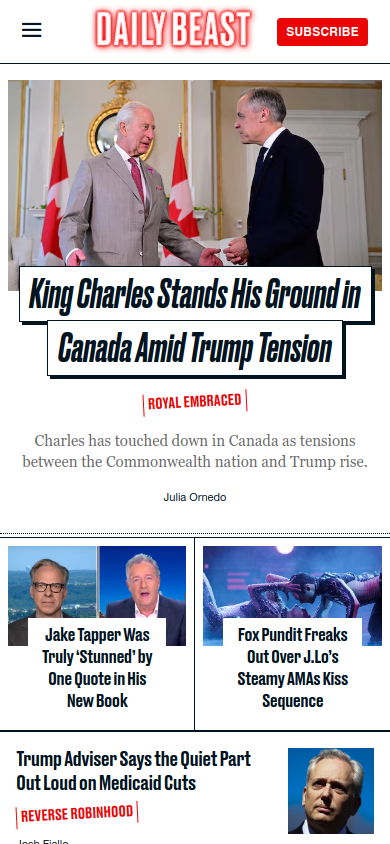 DAILY BEAST
SUBSCRIBE
King Charles Stands His Ground in
Canada Amid Trump Tension
ROYAL EMBRACED
Charles has touched down in Canada as tensions
between the Commonwealth nation and Trump rise.
Julia Ornedo
Jake Tapper Was
Truly ‘Stunned’ by
One Quote in His
New Book
Fox Pundit Freaks
Out Over J.Lo’s
Steamy AMAs Kiss
Sequence
Trump Adviser Says the Quiet Part
Out Loud on Medicaid Cuts
REVERSE ROBINHOOD
Josh Fiallo